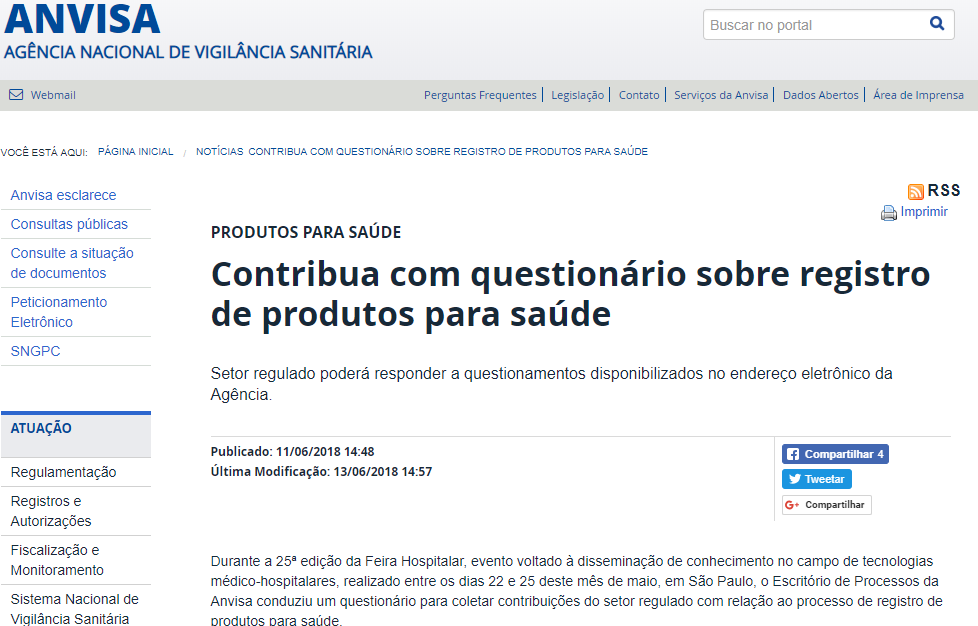 ANVISA
AGÊNCIA NACIONAL DE VIGILÂNCIA SANITÁRIA
Buscar no portal
Webmail
Perguntas Frequentes
Legislação
Contato
Serviços da Anvisa
Dados Abertos
Área de Imprensa
VOCÊ ESTÁ AQUI: PÁGINA INICIAL / NOTÍCIAS CONTRIBUA COM QUESTIONÁRIO SOBRE REGISTRO DE PRODUTOS PARA SAÚDE
Anvisa esclarece
Consultas públicas
Consulte a situação
de documentos
Peticionamento
Eletrônico
SNGPC
ATUAÇÃO
Regulamentação
Registros e
Autorizações
Fiscalização e
Monitoramento
Sistema Nacional de
Vigilância Sanitária
RSS
Imprimir
PRODUTOS PARA SAÚDE
Contribua com questionário sobre registro
de produtos para saúde
Setor regulado poderá responder a questionamentos disponibilizados no endereço eletrônico da
Agência.
Publicado: 11/06/2018 14:48
Última Modificação: 13/06/2018 14:57
Compartilhar 4
Tweetar
G+ Compartilhar
Durante a 25ª edição da Feira Hospitalar, evento voltado à disseminação de conhecimento no campo de tecnologias
médico-hospitalares, realizado entre os dias 22 e 25 deste mês de maio, em São Paulo, o Escritório de Processos da
Anvisa conduziu um questionário para coletar contribuições do setor regulado com relação ao processo de registro de
produtos para saúde.